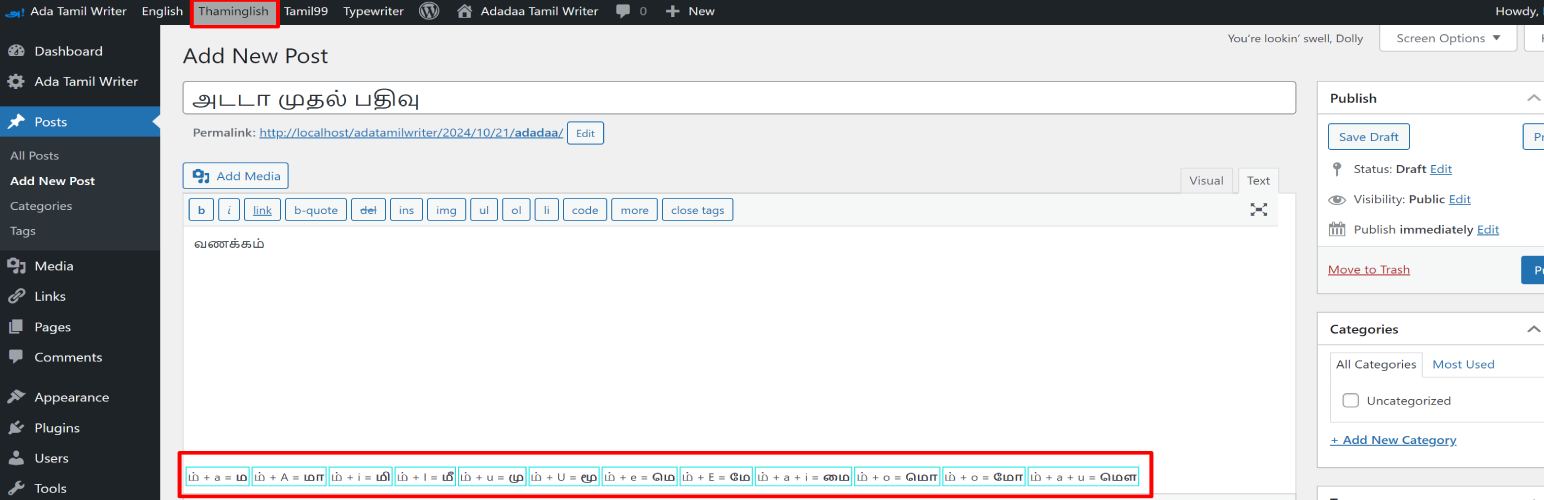 Ada Tamil Writer English Thaminglish Tamil99 Typewriter Adadaa Tamil Writer 0 New Howdy,
You're lookin' swell, Dolly Screen Options
Add New Post
Dashboard
Ada Tamil Writer
Posts
All Posts
Add New Post
Categories
Tags
Media
Links
Pages
Comments
Appearance
Plugins
Users
Tools
அடடா முதல் பதிவு
Permalink: http://localhost/adatamilwriter/2024/10/21/adadaa/ Edit
Add Media
Visual Text
b i link b-quote del ins img ul ol li code more close tags
வணக்கம்
ம் + a = ம ம் + A = மா ம் + i = மி ம் + I = மீ ம் + u = மு ம் + U = மூ ம் + e = மெ ம் + E = மே ம் + a + i = மை ம் + o = மொ ம் + o = மோ ம் + a + u = மௌ
Publish
Save Draft
Status: Draft Edit
Visibility: Public Edit
Publish immediately Edit
Move to Trash
Categories
All Categories Most Used
Uncategorized
+ Add New Category